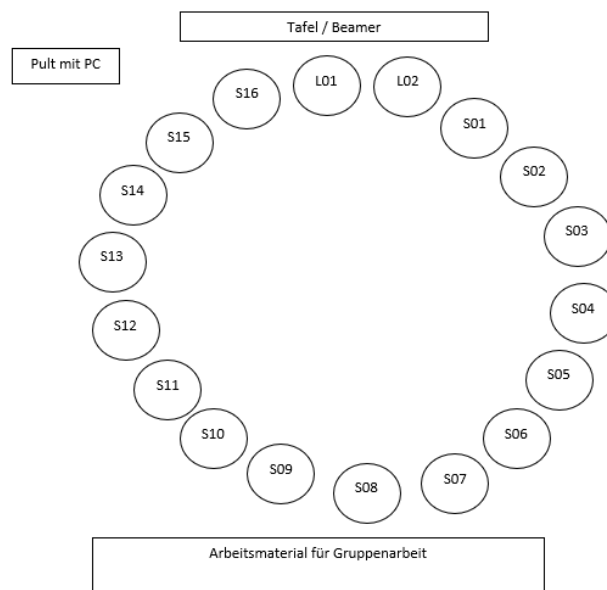 Tafel / Beamer
Pult mit PC
L01
L02
S16
S01
S15
S02
S14
S03
S13
S04
S12
S05
S11
S06
S10
S09
S07
S08
Arbeitsmaterial für Gruppenarbeit